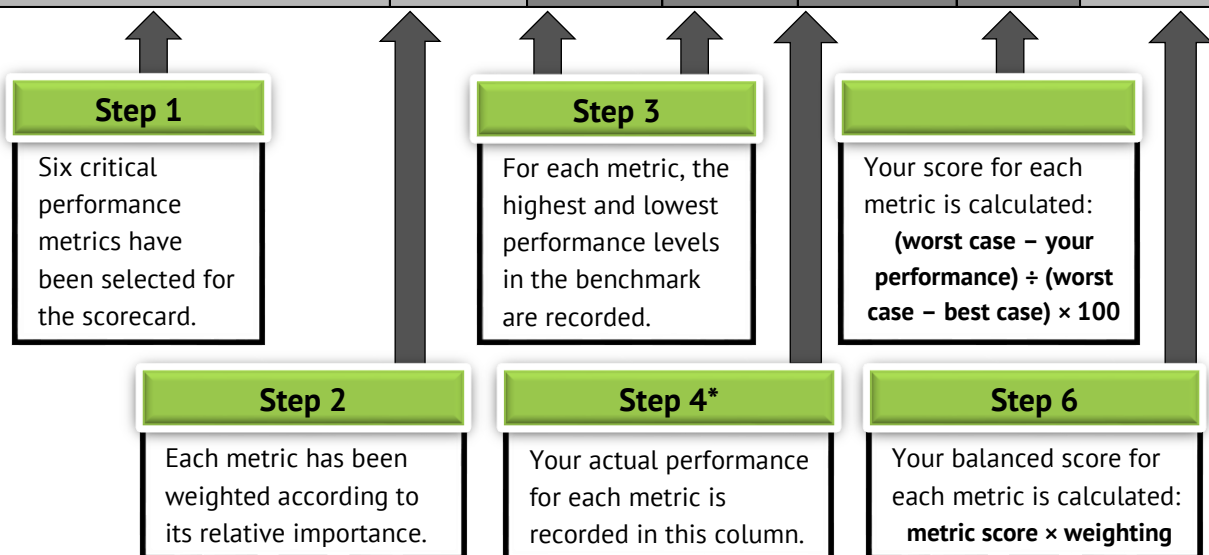 Step 1
Six critical
performance
metrics have
been selected for
the scorecard.
Step 2
Each metric has been
weighted according to
its relative importance.
Step 3
For each metric, the
highest and lowest
performance levels
in the benchmark
are recorded.
Step 4*
Your actual performance
for each metric is
recorded in this column.
Your score for each
metric is calculated:
(worst case – your
performance) ÷ (worst
case – best case) × 100
Step 6
Your balanced score for
each metric is calculated:
metric score × weighting